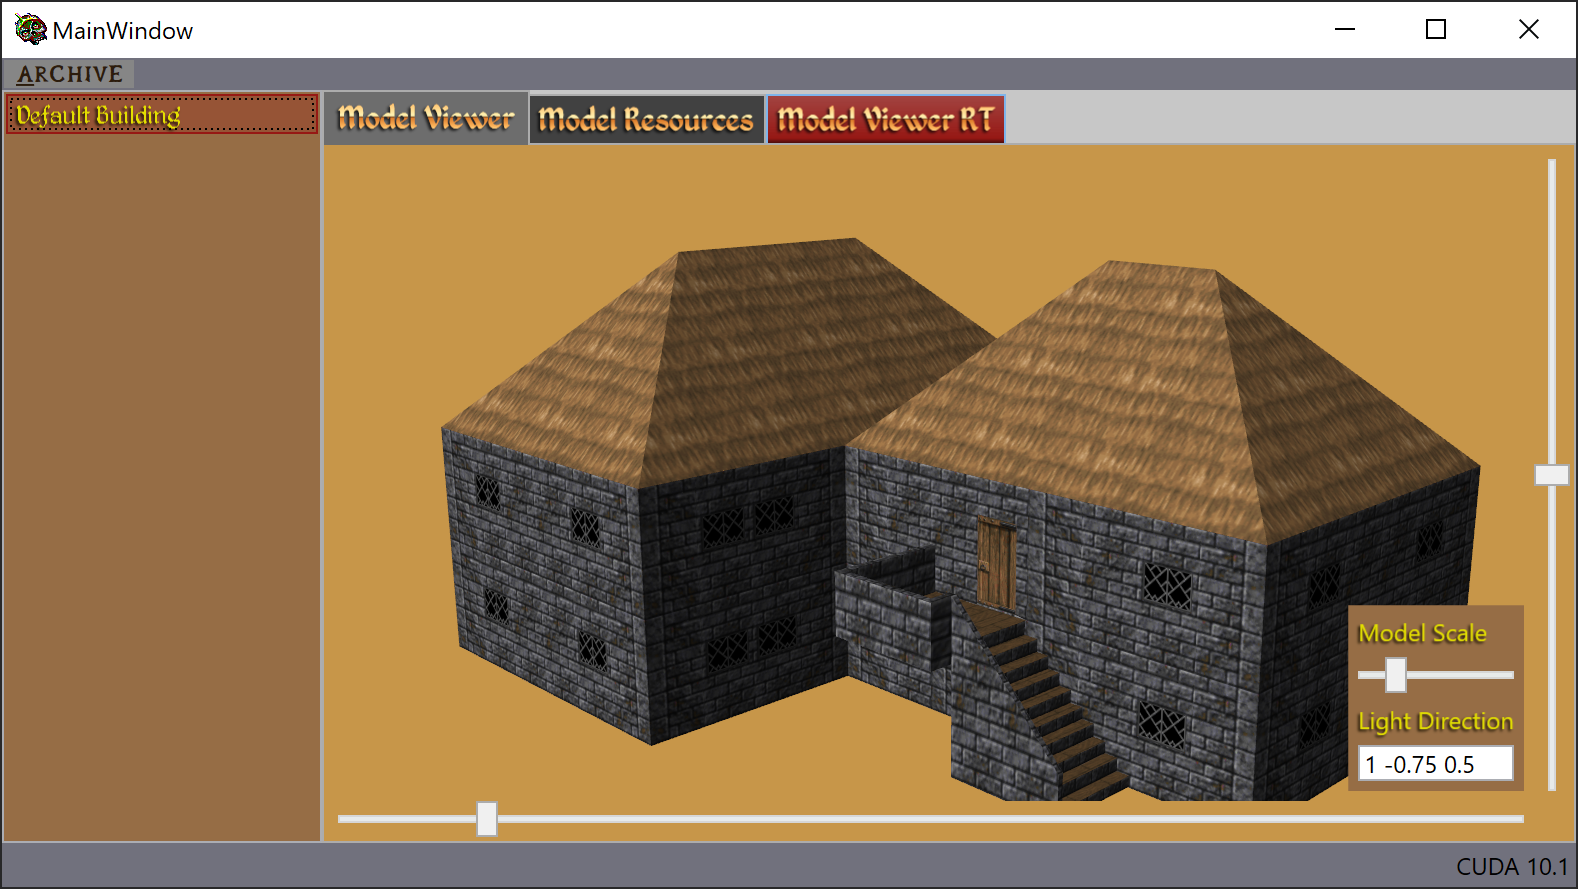 MainWindow
ARCHIVE
Default Building
Model Viewer
Model Resources
Model Viewer RT
Model Scale
Light Direction
1 -0.75 0.5
CUDA 10.1